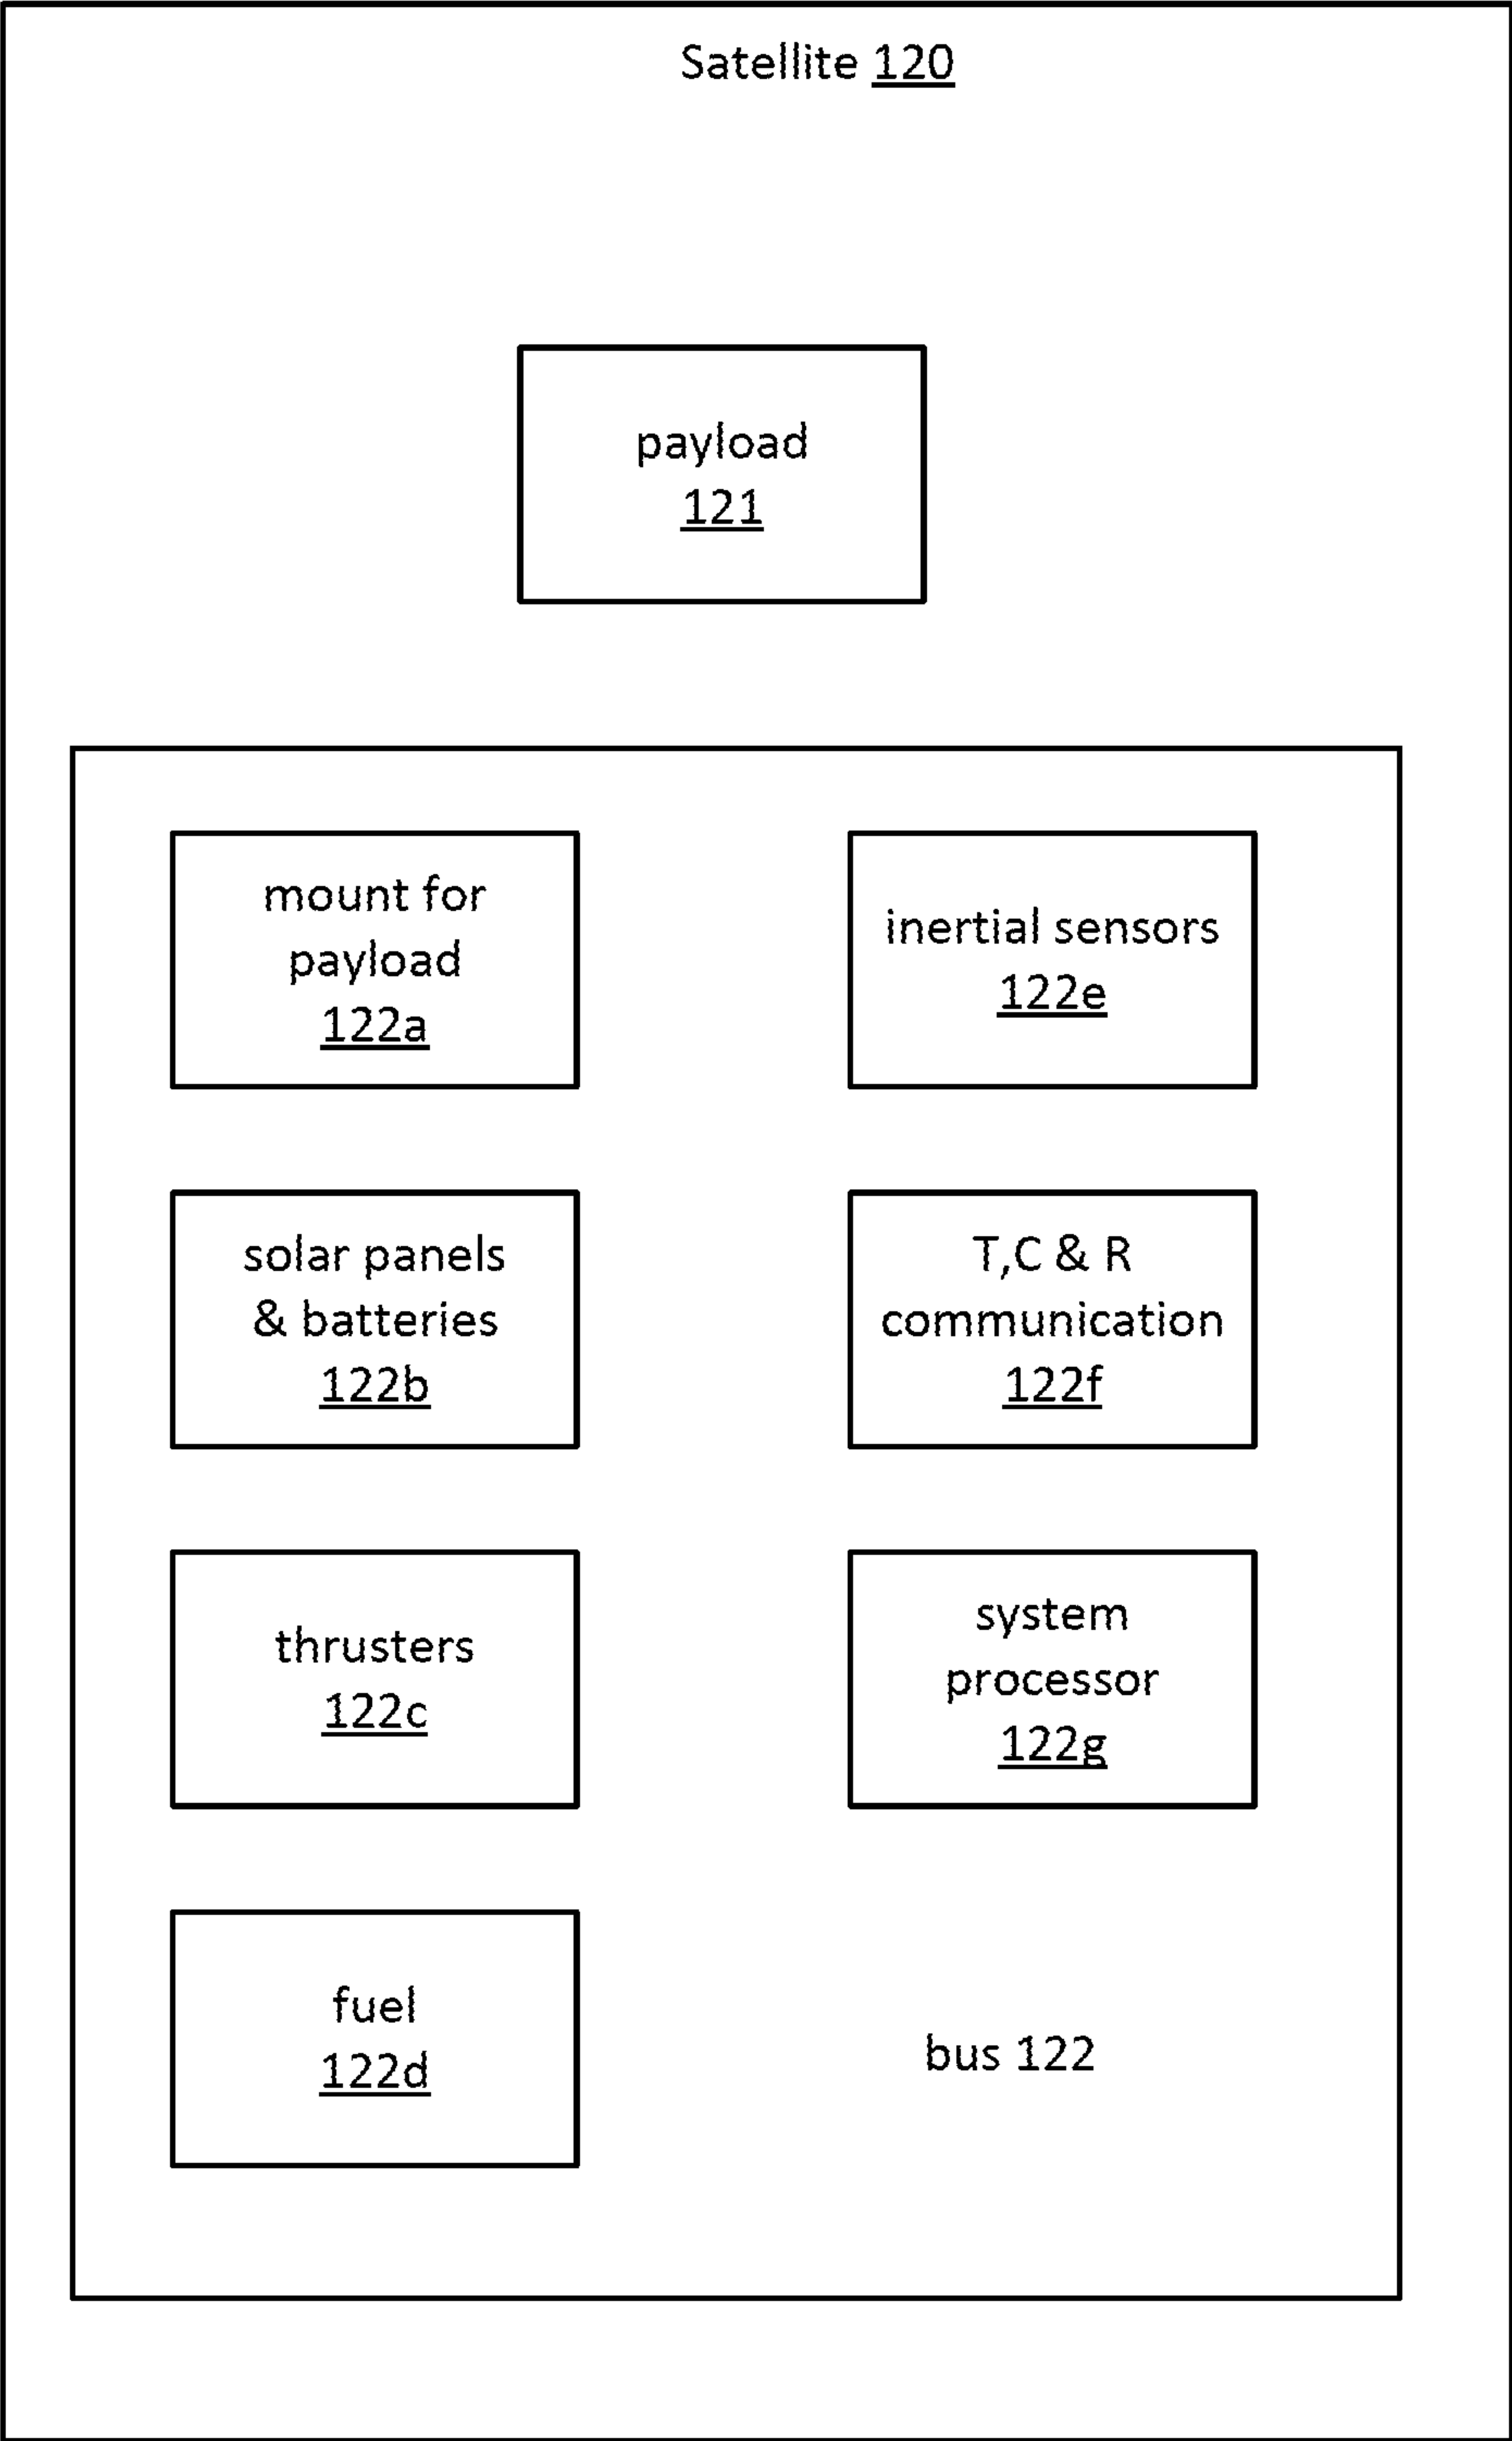 Satellite 120
payload
121
mount for
payload
122a
inertial sensors
122e
solar panels
& batteries
122b
T,C & R
communication
122f
thrusters
122c
system
processor
122g
fuel
122d
bus 122